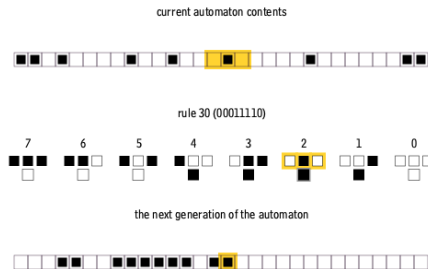 current automaton contents
rule 30 (00011110)
7 6 5 4 3 2 1 0
the next generation of the automaton